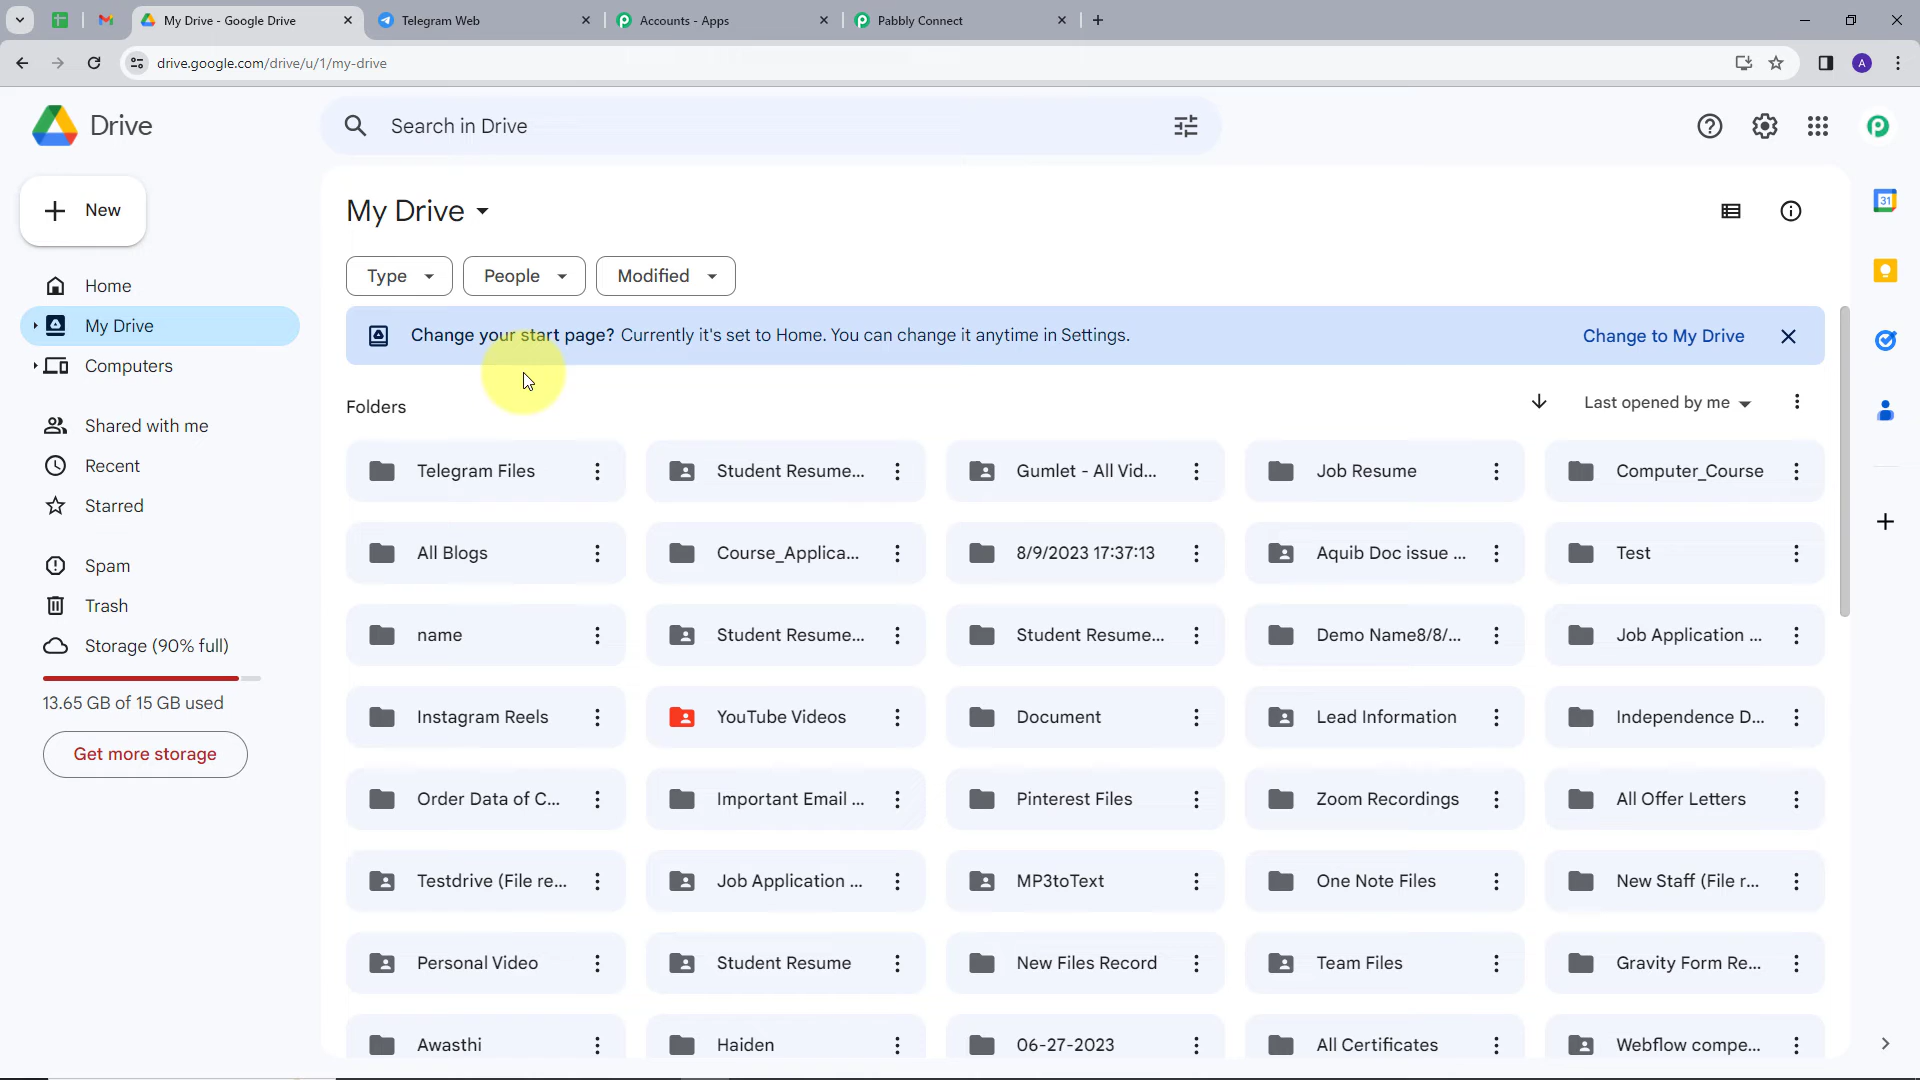 My Drive - Google Drive
Telegram Web
Accounts - Apps
Pabbly Connect
drive.google.com/drive/u/1/my-drive
A
Drive
Search in Drive
New
Home
My Drive
Computers
Shared with me
Recent
Starred
Spam
Trash
Storage (90% full)
13.65 GB of 15 GB used
Get more storage
My Drive
Type
People
Modified
Change your start page? Currently it's set to Home. You can change it anytime in Settings.
Change to My Drive
Folders
Last opened by me
Telegram Files
Student Resume...
Gumlet - All Vid...
Job Resume
Computer_Course
All Blogs
Course_Applica...
8/9/2023 17:37:13
Aquib Doc issue ...
Test
name
Student Resume...
Student Resume...
Demo Name8/8/...
Job Application ...
Instagram Reels
YouTube Videos
Document
Lead Information
Independence D...
Order Data of C...
Important Email ...
Pinterest Files
Zoom Recordings
All Offer Letters
Testdrive (File re...
Job Application ...
MP3toText
One Note Files
New Staff (File r...
Personal Video
Student Resume
New Files Record
Team Files
Gravity Form Re...
Awasthi
Haiden
06-27-2023
All Certificates
Webflow compe...
31